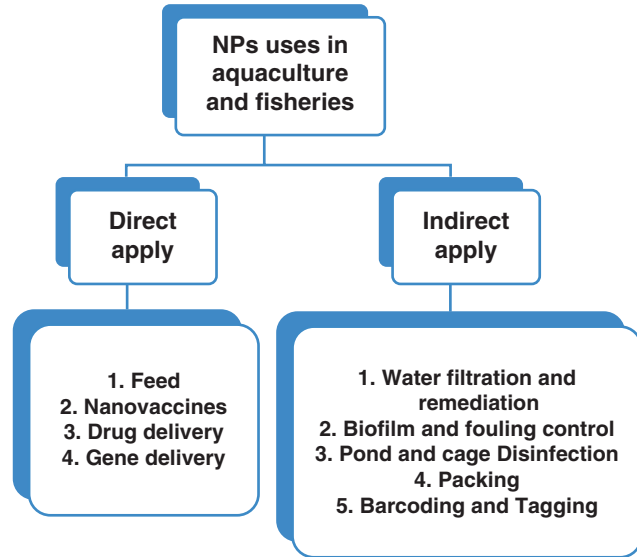 NPs uses in
aquaculture
and fisheries
Direct
apply
Indirect
apply
1. Feed
2. Nanovaccines
3. Drug delivery
4. Gene delivery
1. Water filtration and
remediation
2. Biofilm and fouling control
3. Pond and cage Disinfection
4. Packing
5. Barcoding and Tagging